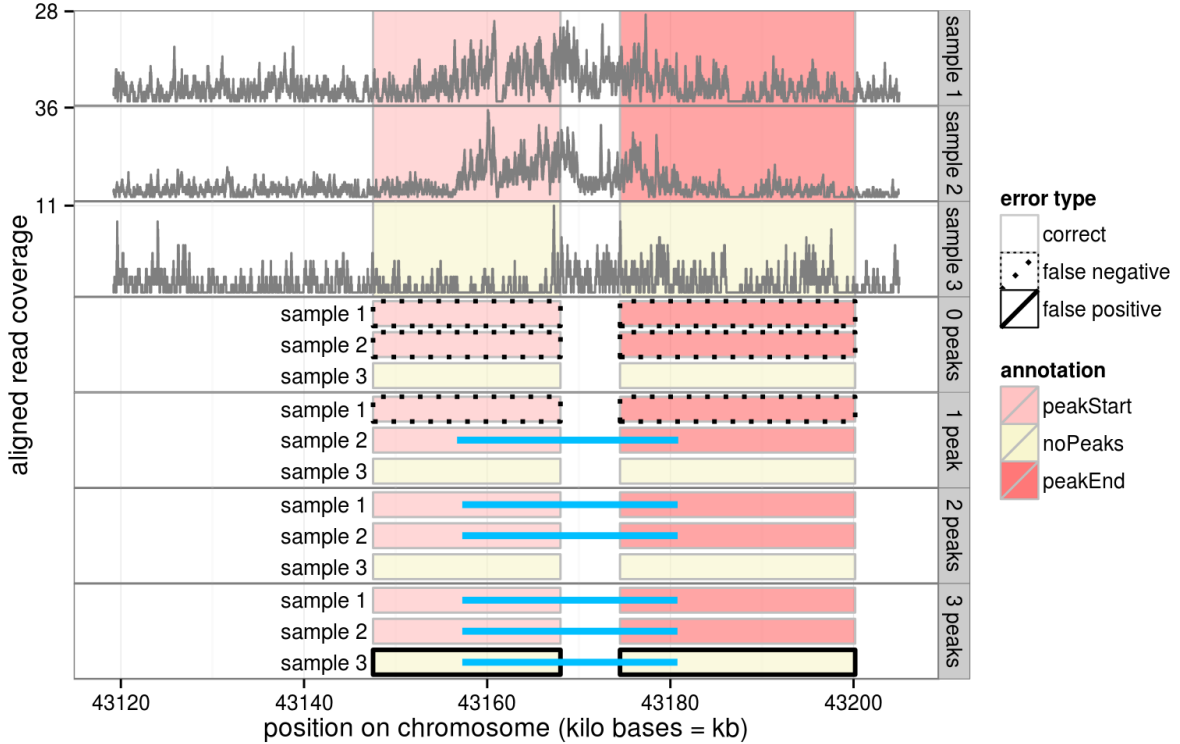 28
sample 1
36
sample 2
11
sample 3
aligned read coverage
sample 1
sample 2
sample 3
0 peaks
sample 1
sample 2
sample 3
1 peak
sample 1
sample 2
sample 3
2 peaks
sample 1
sample 2
sample 3
3 peaks
43120
43140
43160
43180
43200
position on chromosome (kilo bases = kb)
error type
correct
false negative
false positive
annotation
peakStart
noPeaks
peakEnd